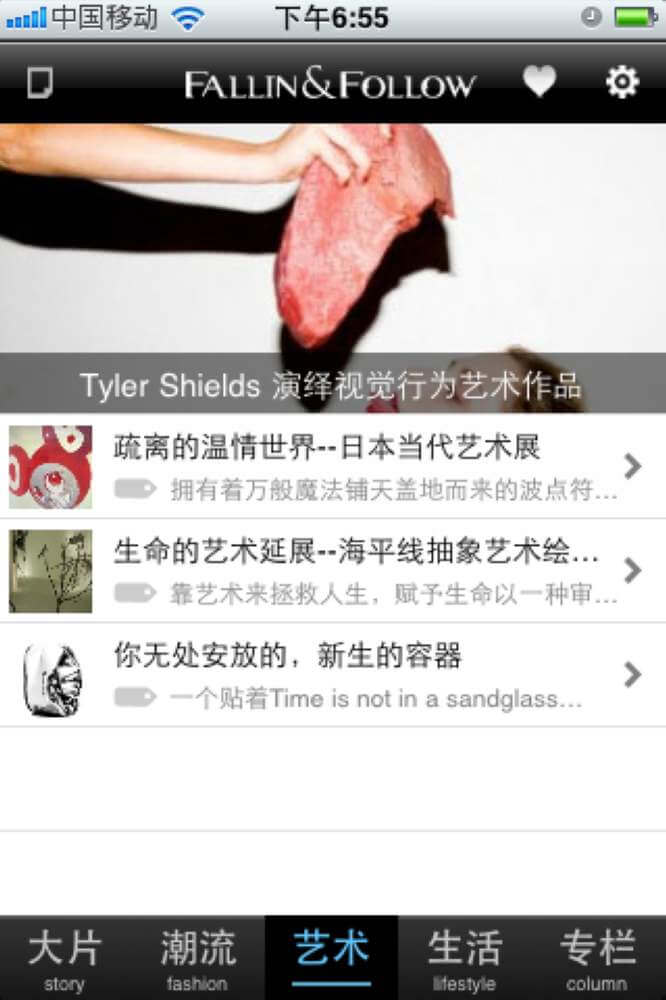 中国移动 下午6:55
FALLIN&FOLLOW
Tyler Shields 演绎视觉行为艺术作品
疏离的温情世界--日本当代艺术展
拥有着万般魔法铺天盖地而来的波点符...
生命的艺术延展--海平线抽象艺术绘...
靠艺术来拯救人生，赋予生命以一种审...
你无处安放的，新生的容器
一个贴着Time is not in a sandglass...
大片 潮流 艺术 生活 专栏
story fashion lifestyle column